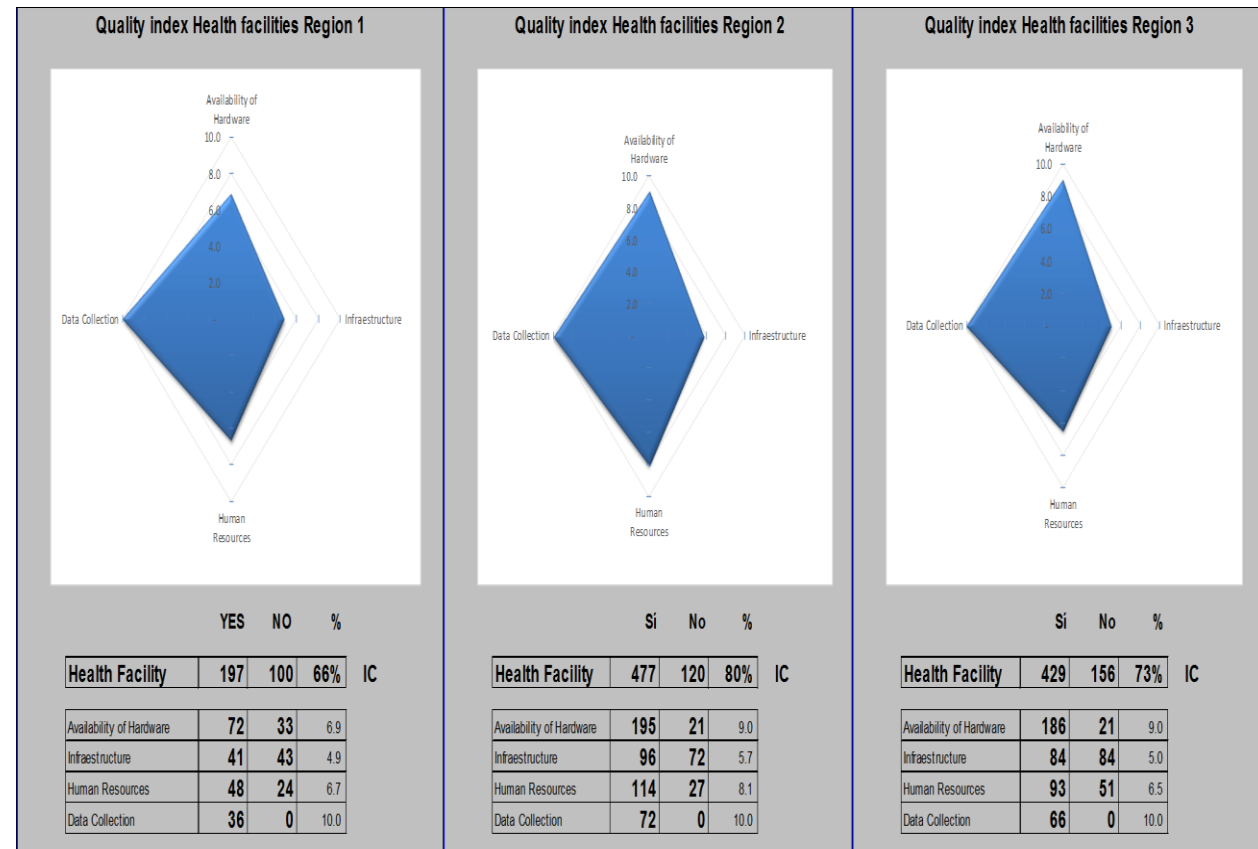 Quality index Health facilities Region 1
Availability of
Hardware
10.0
8.0
6.0
4.0
2.0
-
Data Collection
Infraestructure
Human
Resources
YES NO %
Health Facility 197 100 66% IC
Availability of Hardware 72 33 6.9
Infraestructure 41 43 4.9
Human Resources 48 24 6.7
Data Collection 36 0 10.0
Quality index Health facilities Region 2
Availability of
Hardware
10.0
8.0
6.0
4.0
2.0
-
Data Collection
Infraestructure
Human
Resources
Sí No %
Health Facility 477 120 80% IC
Availability of Hardware 195 21 9.0
Infraestructure 96 72 5.7
Human Resources 114 27 8.1
Data Collection 72 0 10.0
Quality index Health facilities Region 3
Availability of
Hardware
10.0
8.0
6.0
4.0
2.0
-
Data Collection
Infraestructure
Human
Resources
Sí No %
Health Facility 429 156 73% IC
Availability of Hardware 186 21 9.0
Infraestructure 84 84 5.0
Human Resources 93 51 6.5
Data Collection 66 0 10.0